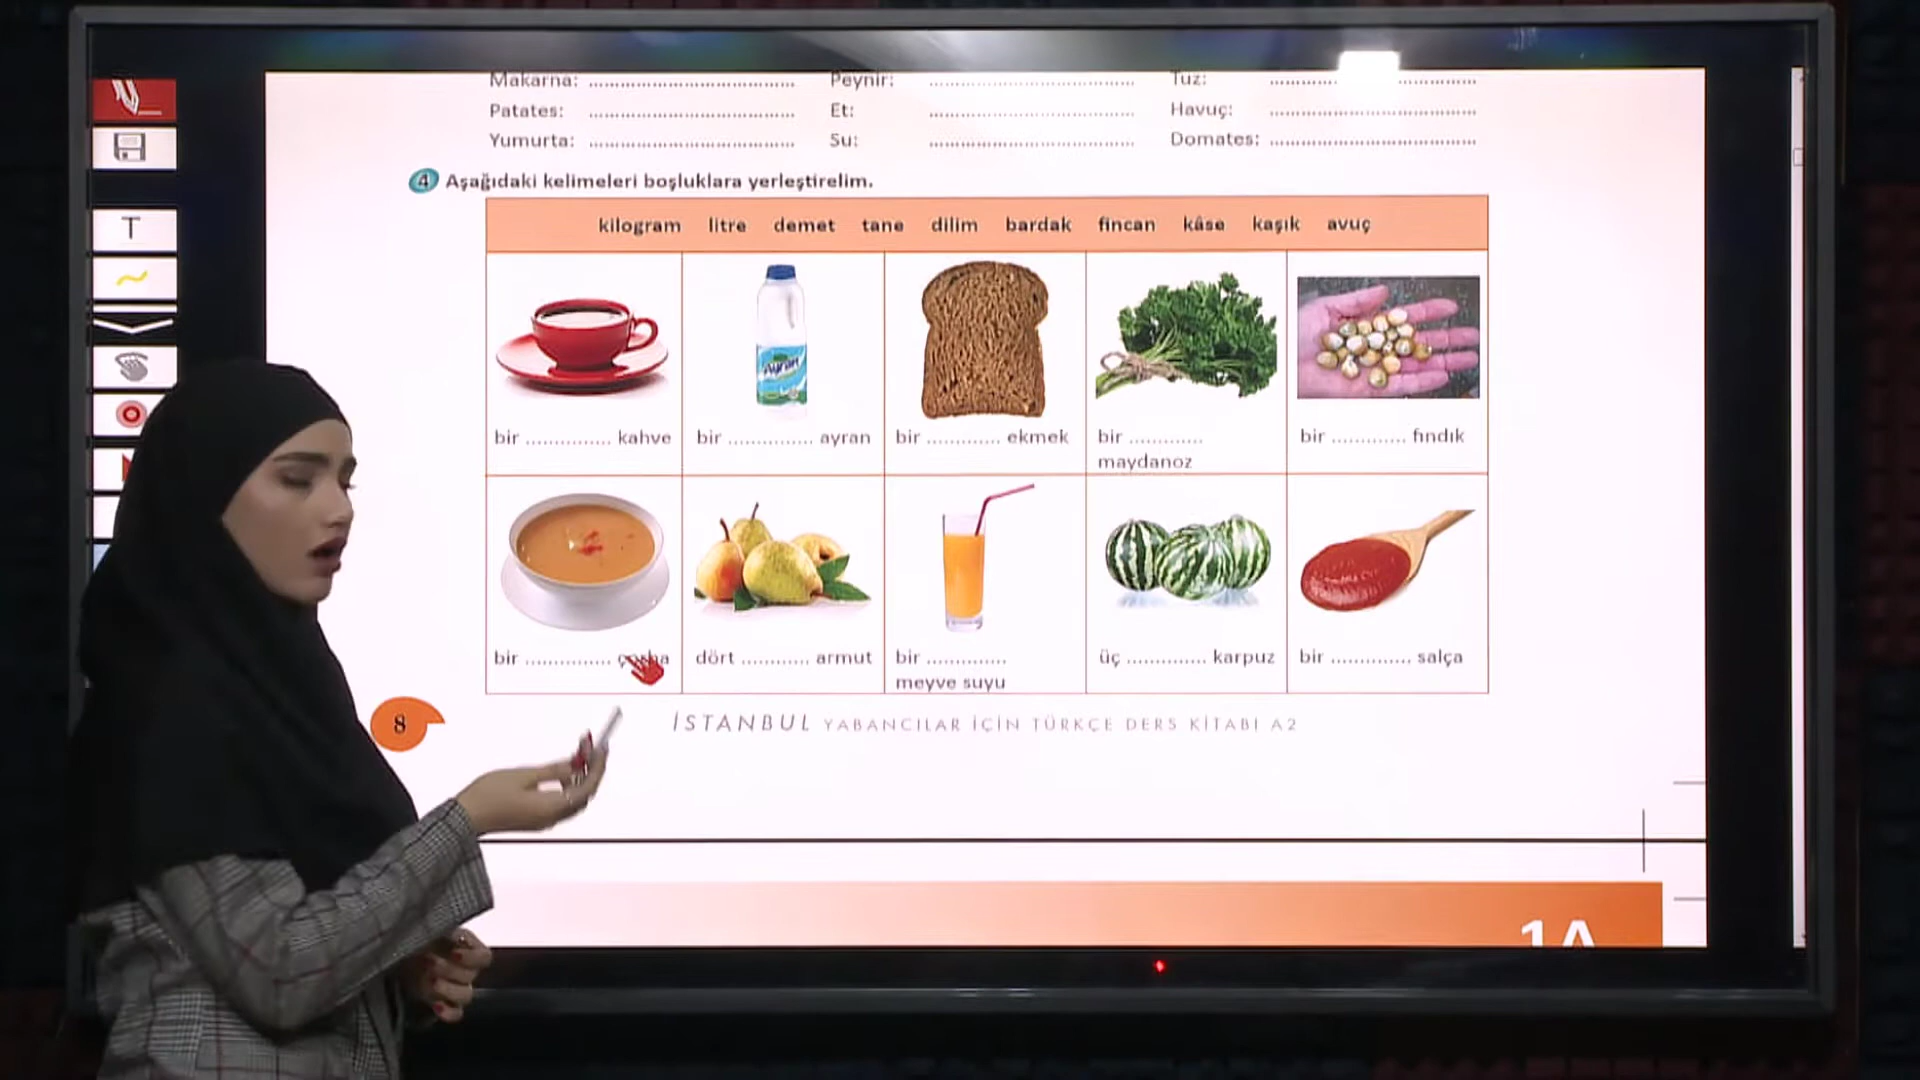 Makarna: .................... Peynir: .................... Tuz: ....................
Patates: .................... Et: .................... Havuç: ....................
Yumurta: .................... Su: .................... Domates: ....................
4 Aşağıdaki kelimeleri boşluklara yerleştirelim.
kilogram litre demet tane dilim bardak fincan kâse kaşık avuç
bir .............. kahve
bir .............. ayran
bir ............ ekmek
bir ............
maydanoz
bir ............ fındık
bir .............. çorba
dört ............ armut
bir .............
meyve suyu
üç ............. karpuz
bir ............. salça
8
İSTANBUL YABANCILAR İÇİN TÜRKÇE DERS KİTABI A2
1A
T
Ayran